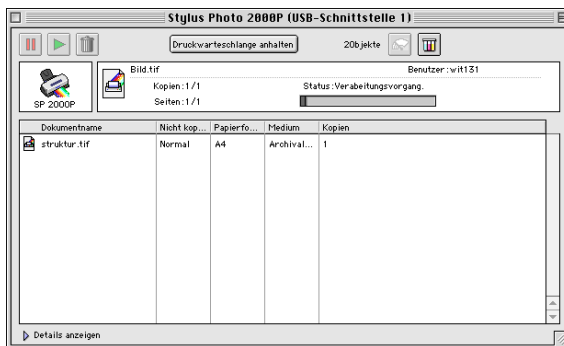 Stylus Photo 2000P (USB-Schnittstelle 1)
Druckwarteschlange anhalten
2Objekte
Bild.tif
Benutzer:wit131
Kopien:1/1
Status:Verabeitungsvorgang.
SP 2000P
Seiten:1/1
Dokumentname Nicht kop... Papierfo... Medium Kopien
struktur.tif Normal A4 Archival... 1
Details anzeigen